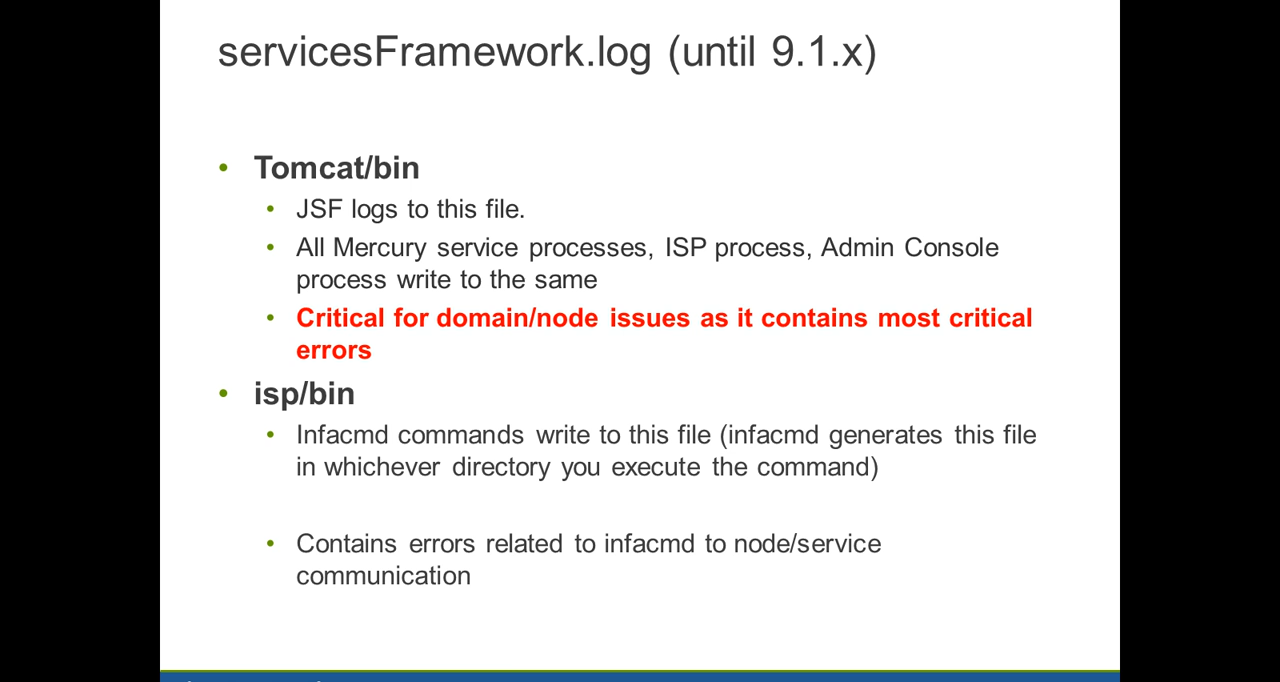 servicesFramework.log (until 9.1.x)
• Tomcat/bin
• JSF logs to this file.
• All Mercury service processes, ISP process, Admin Console
process write to the same
• Critical for domain/node issues as it contains most critical
errors
• isp/bin
• Infacmd commands write to this file (infacmd generates this file
in whichever directory you execute the command)
• Contains errors related to infacmd to node/service
communication